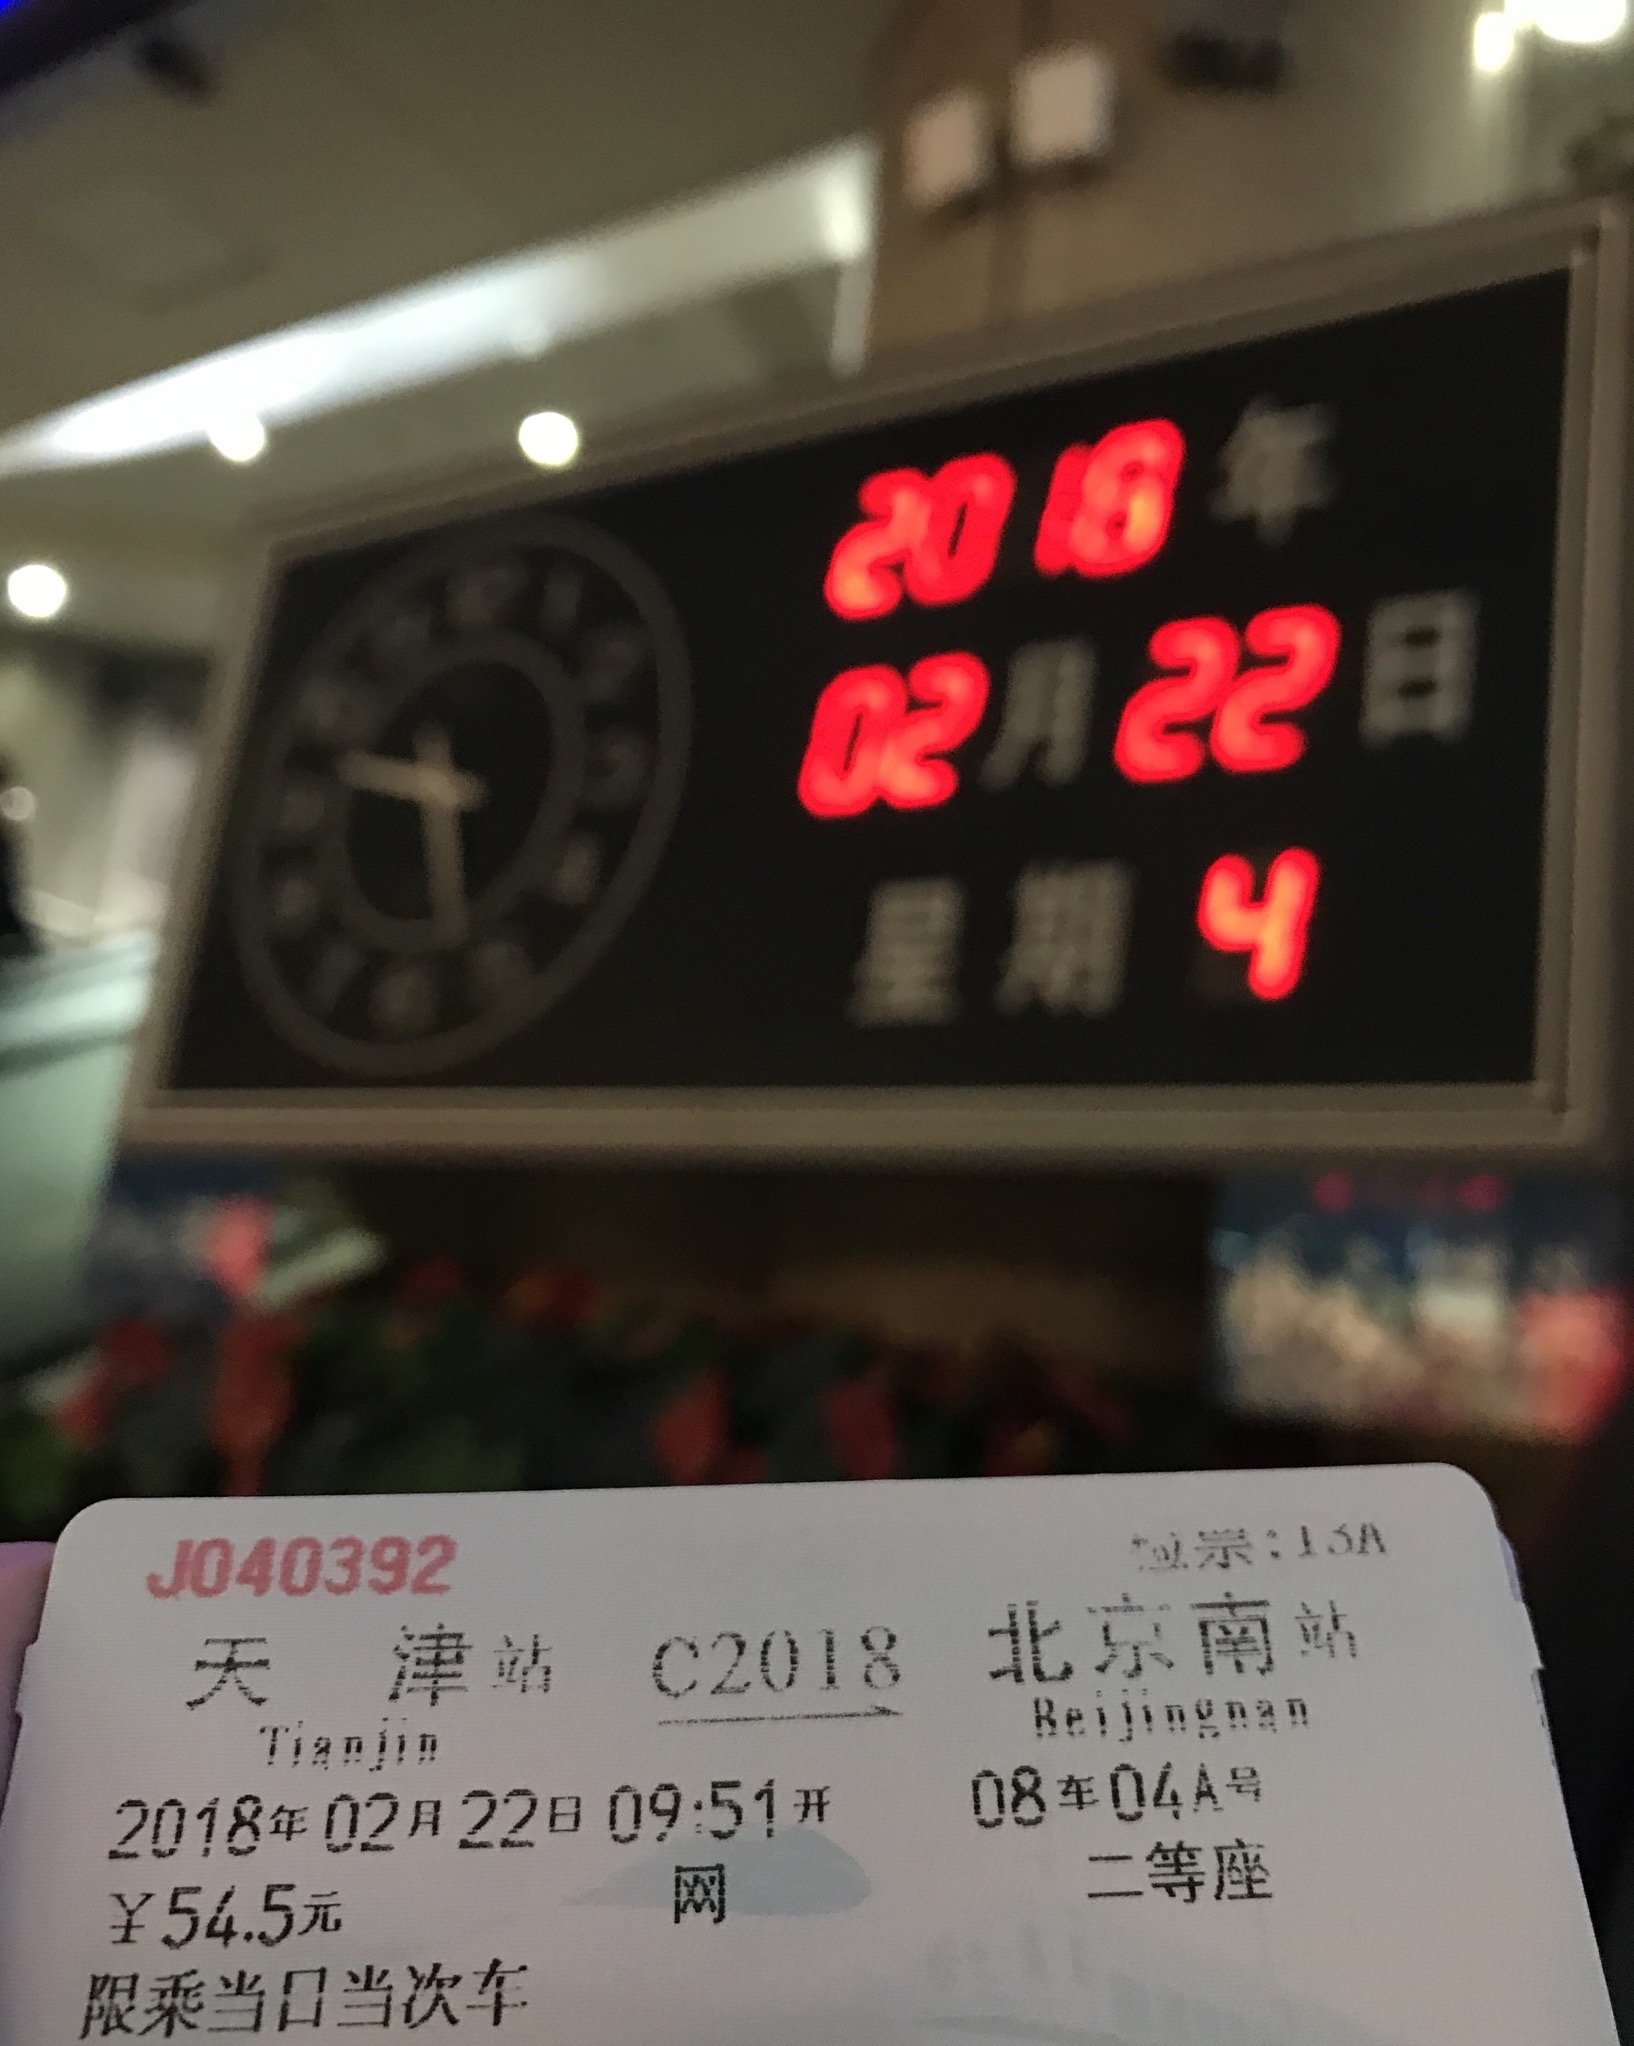 2018年
02月22日
星期4
J040392
检票:13A
天津站 C2018 北京南站
Tianjin Beijingnan
2018年02月22日09:51开 08车04A号
¥54.5元 网 二等座
限乘当日当次车